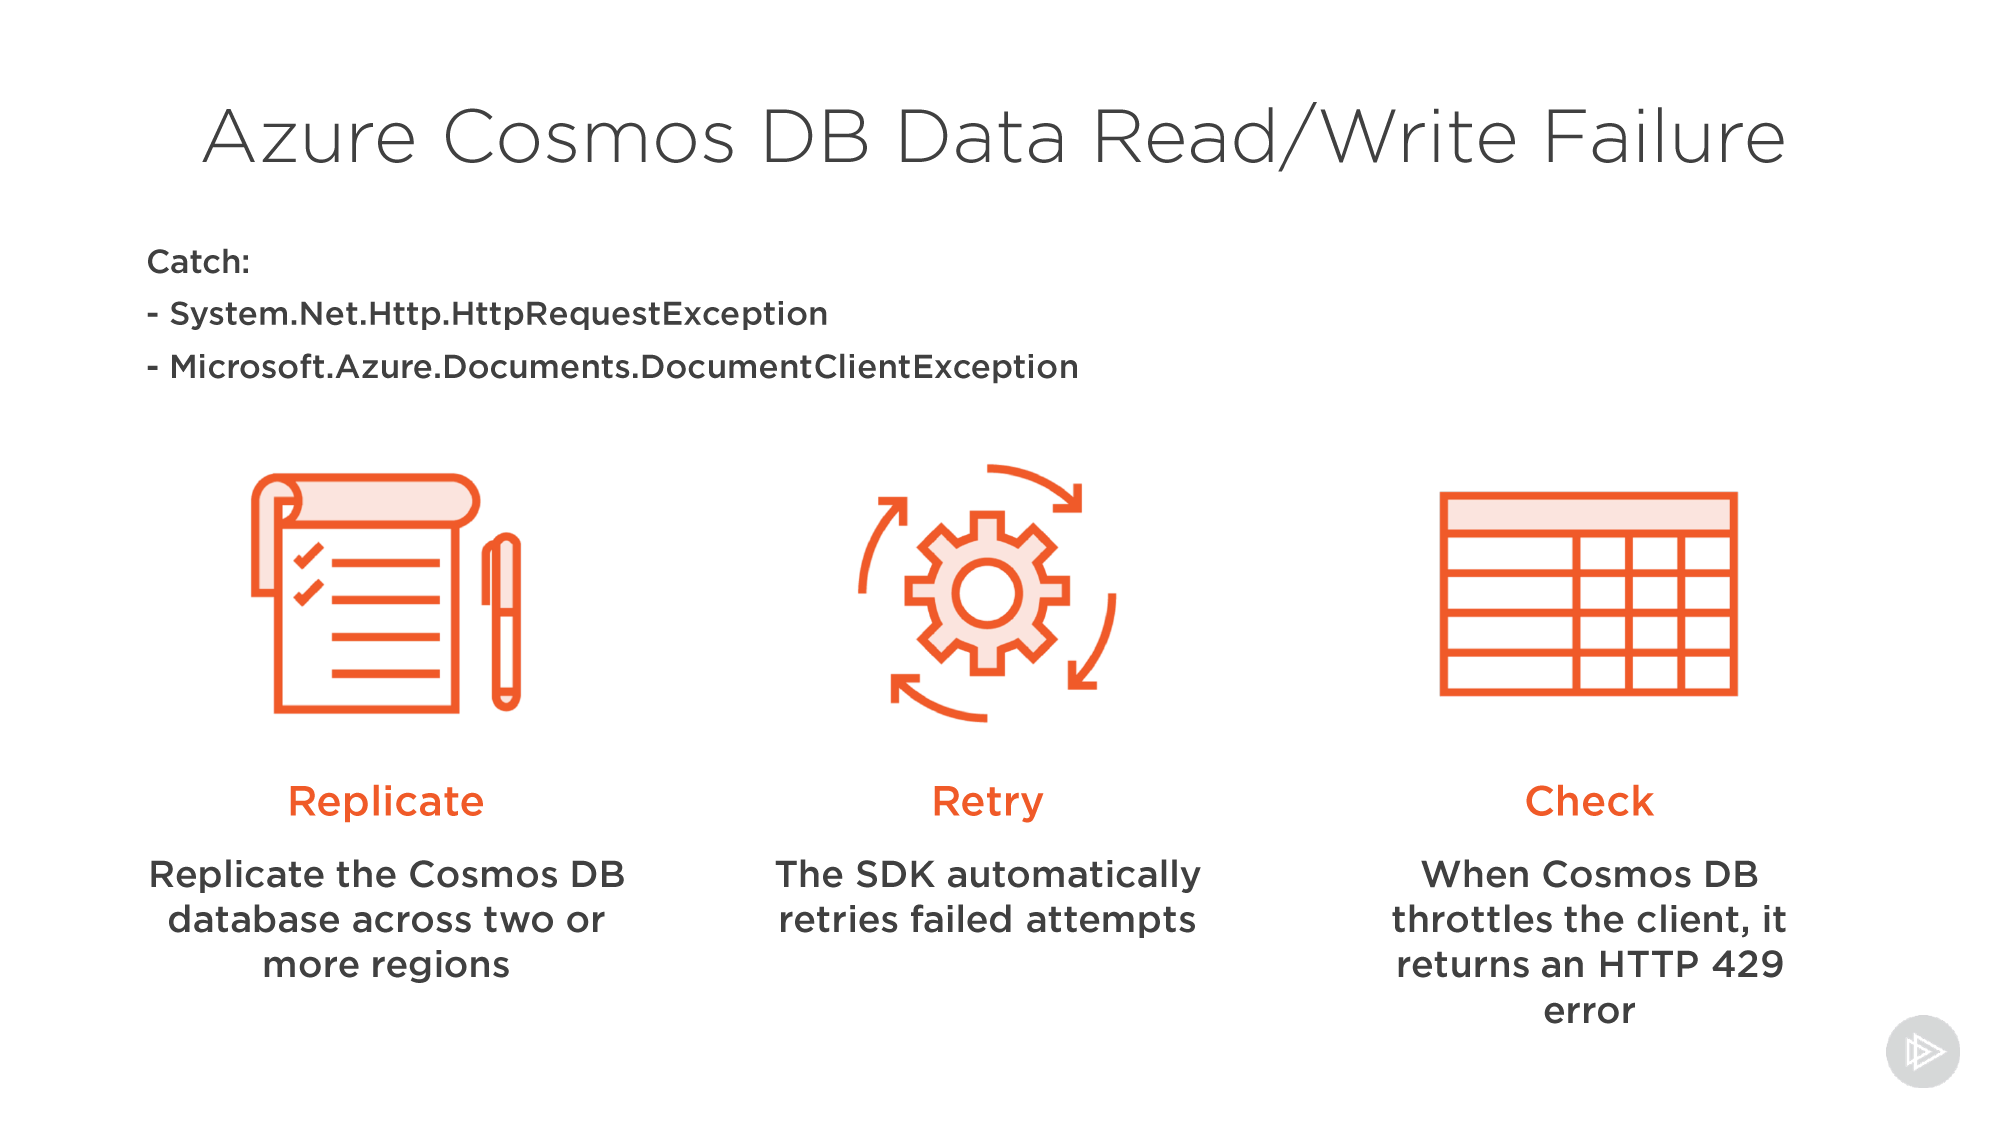 Azure Cosmos DB Data Read/Write Failure
Catch:
- System.Net.Http.HttpRequestException
- Microsoft.Azure.Documents.DocumentClientException
Replicate
Replicate the Cosmos DB
database across two or
more regions
Retry
The SDK automatically
retries failed attempts
Check
When Cosmos DB
throttles the client, it
returns an HTTP 429
error